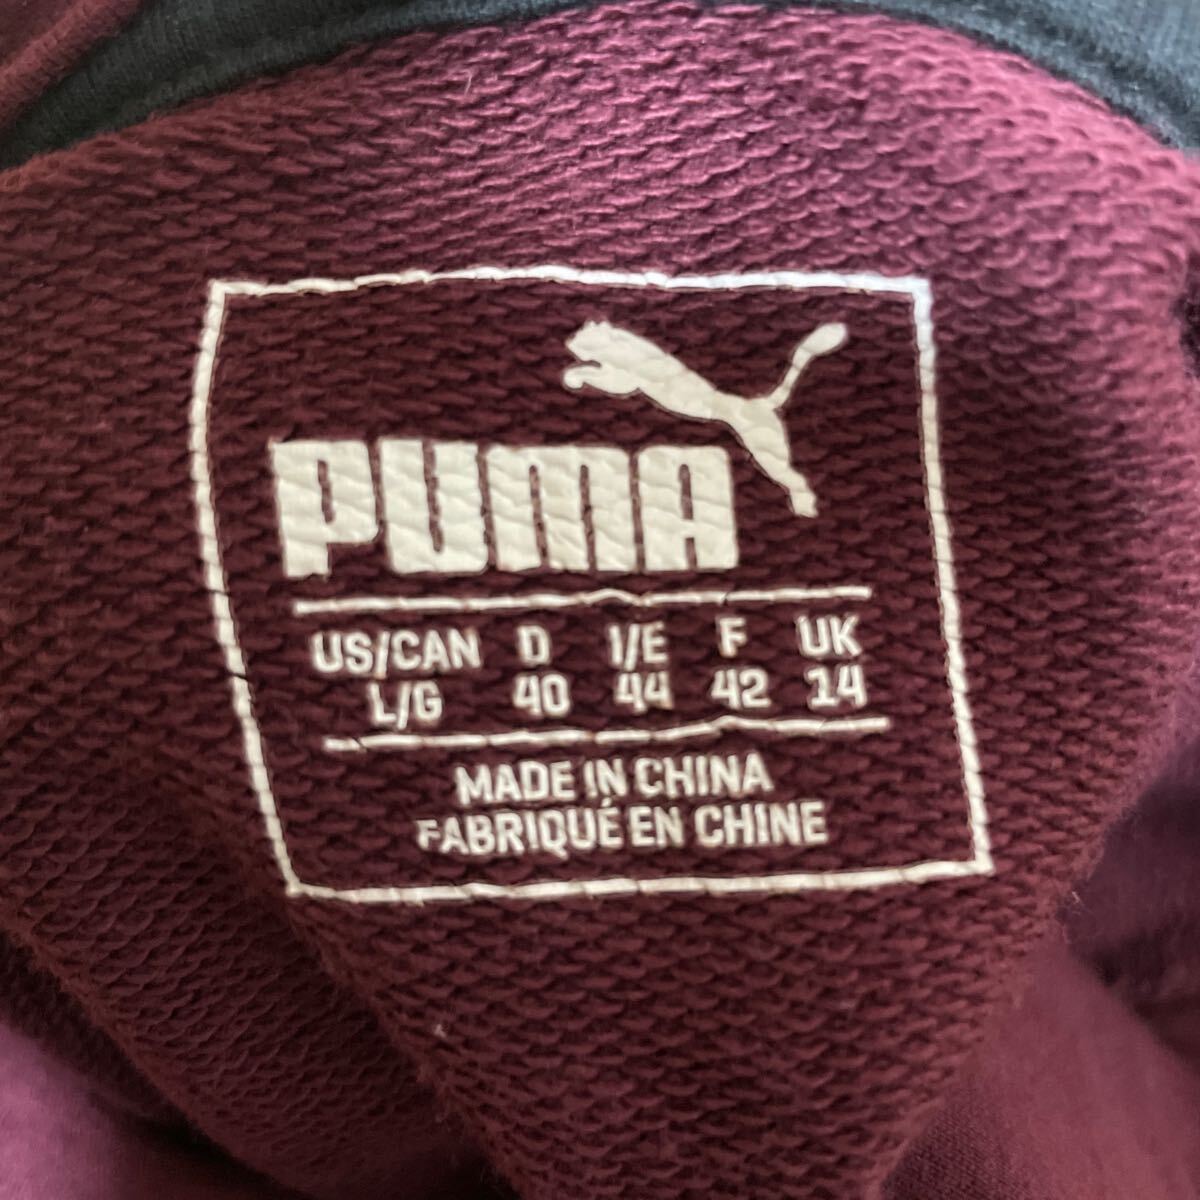 PUMA
US/CAN D I/E F UK
L/G 40 44 42 14
MADE IN CHINA
FABRIQUÉ EN CHINE